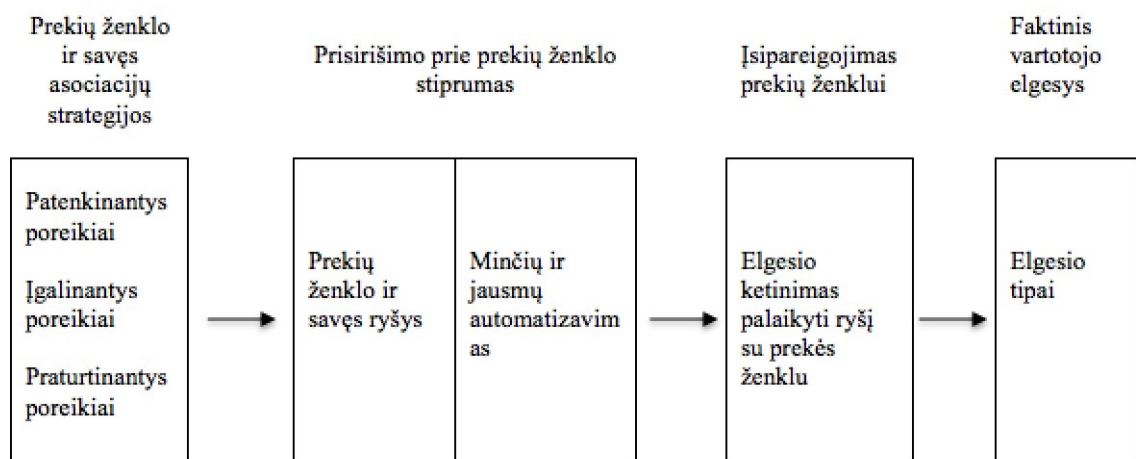 Prekių ženklo
ir savęs
asociacijų
strategijos
Prisirišimo prie prekių ženklo
stiprumas
Įsipareigojimas
prekių ženklui
Faktinis
vartotojo
elgesys
Patenkinantys
poreikiai
Įgalinantys
poreikiai
Praturtinantys
poreikiai
Prekių
ženklo ir
savęs ryšys
Minčių ir
jausmų
automatizavim
as
Elgesio
ketinimas
palaikyti ryšį
su prekės
ženklu
Elgesio
tipai